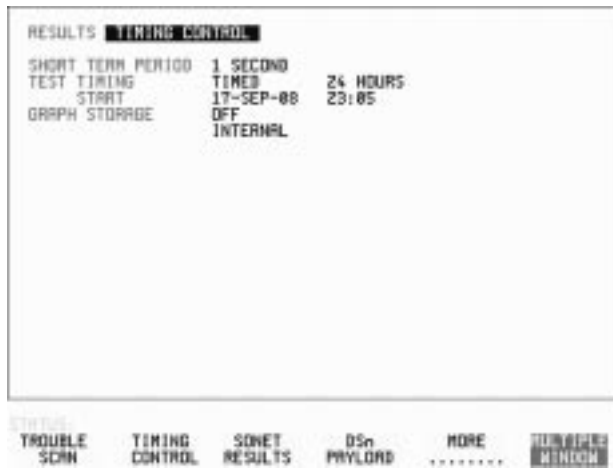 RESULTS TIMING CONTROL
SHORT TERM PERIOD 1 SECOND
TEST TIMING TIMED 24 HOURS
START 17-SEP-08 23:05
GRAPH STORAGE OFF
INTERNAL
STATUS:
TROUBLE SCAN TIMING CONTROL SONET RESULTS DSn PAYLOAD MORE ........ MULTIPLE WINDOW